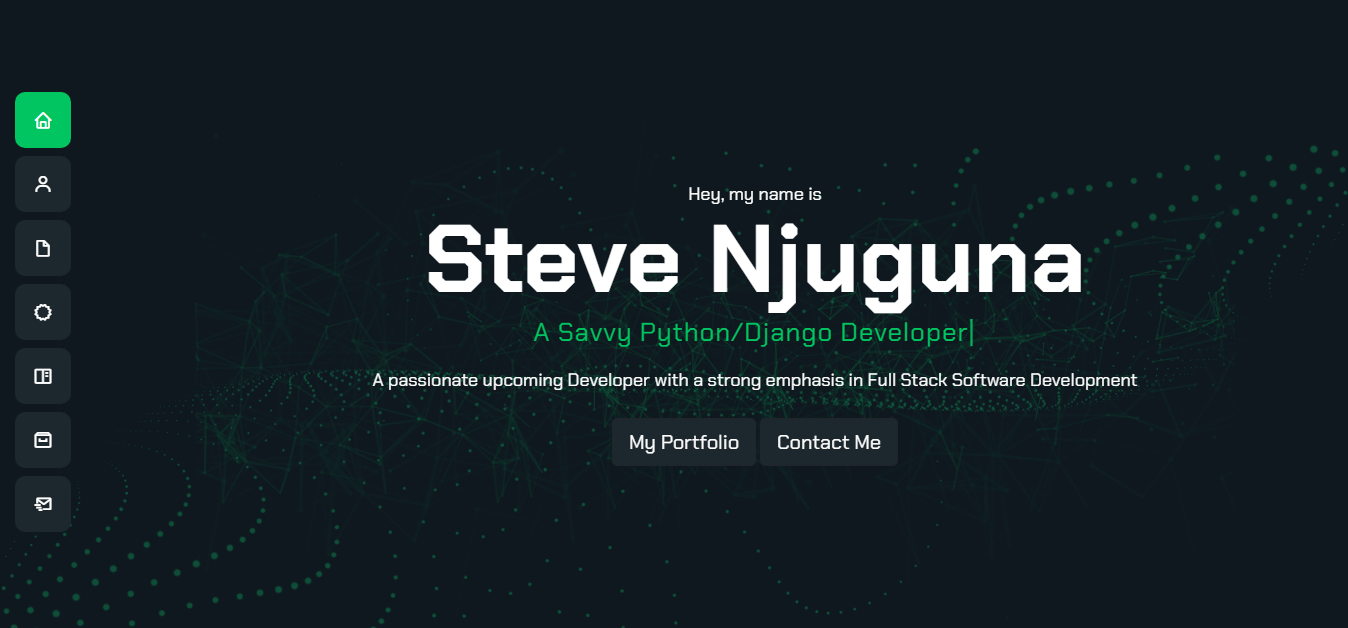 Hey, my name is
Steve Njuguna
A Savvy Python/Django Developer|
A passionate upcoming Developer with a strong emphasis in Full Stack Software Development
My Portfolio
Contact Me